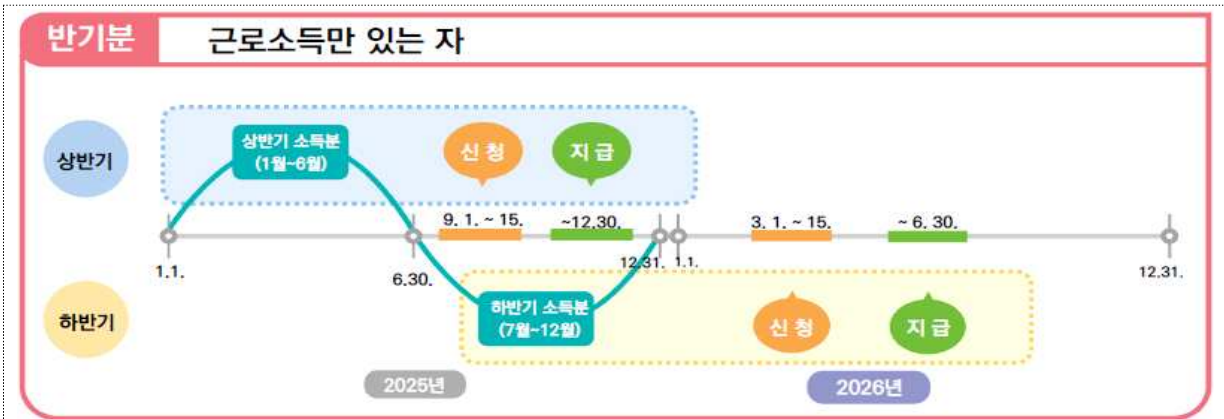 반기분 근로소득만 있는 자
상반기
상반기 소득분
(1월~6월)
신 청
지 급
9. 1. ~ 15.
~12.30.
3. 1. ~ 15.
~ 6. 30.
1.1.
6.30.
12.31.
1.1.
12.31.
하반기
하반기 소득분
(7월~12월)
신 청
지 급
2025년
2026년